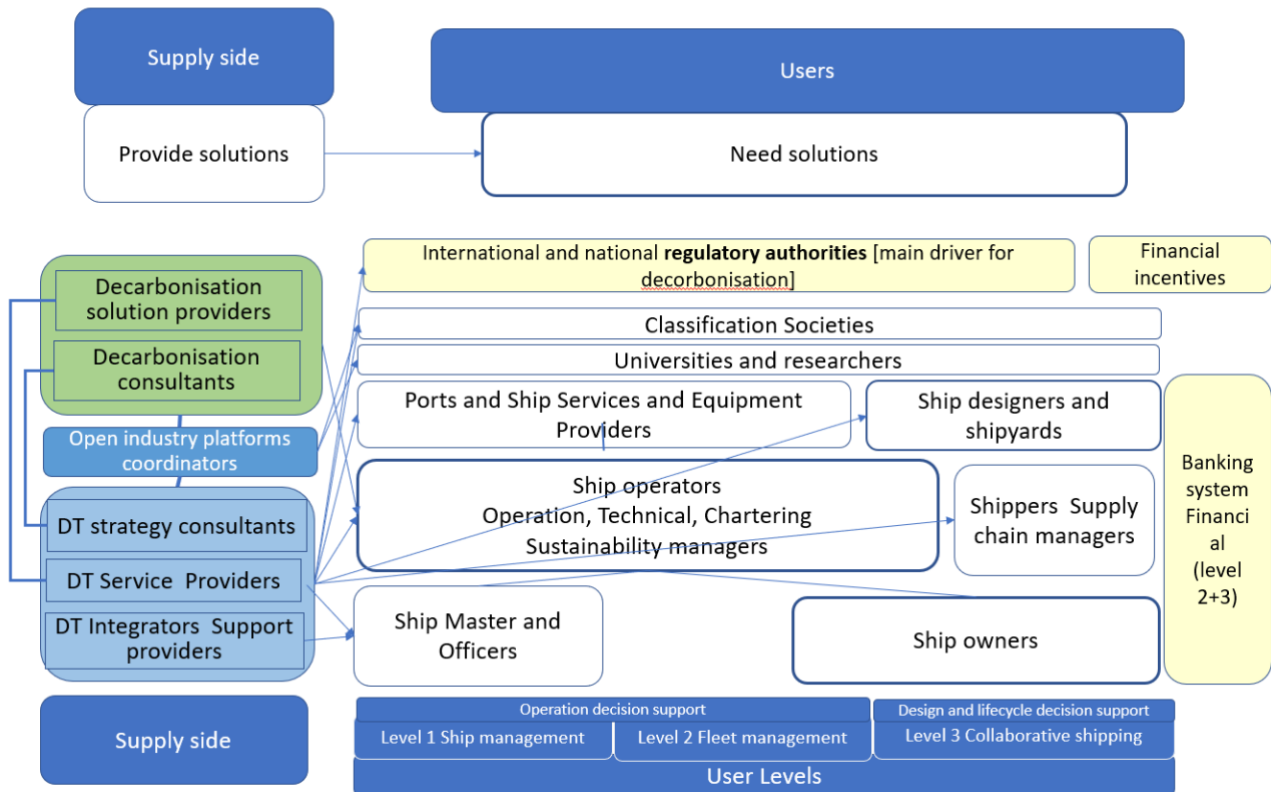 Supply side
Users
Provide solutions
Need solutions
International and national regulatory authorities [main driver for
decorbonisation]
Financial
incentives
Decarbonisation
solution providers
Decarbonisation
consultants
Classification Societies
Universities and researchers
Ports and Ship Services and Equipment
Providers
Ship designers and
shipyards
Open industry platforms
coordinators
Ship operators
Operation, Technical, Chartering
Sustainability managers
Shippers Supply
chain managers
Banking
system
Financi
al
(level
2+3)
DT strategy consultants
DT Service Providers
DT Integrators Support
providers
Ship Master and
Officers
Ship owners
Supply side
Operation decision support
Design and lifecycle decision support
Level 1 Ship management
Level 2 Fleet management
Level 3 Collaborative shipping
User Levels